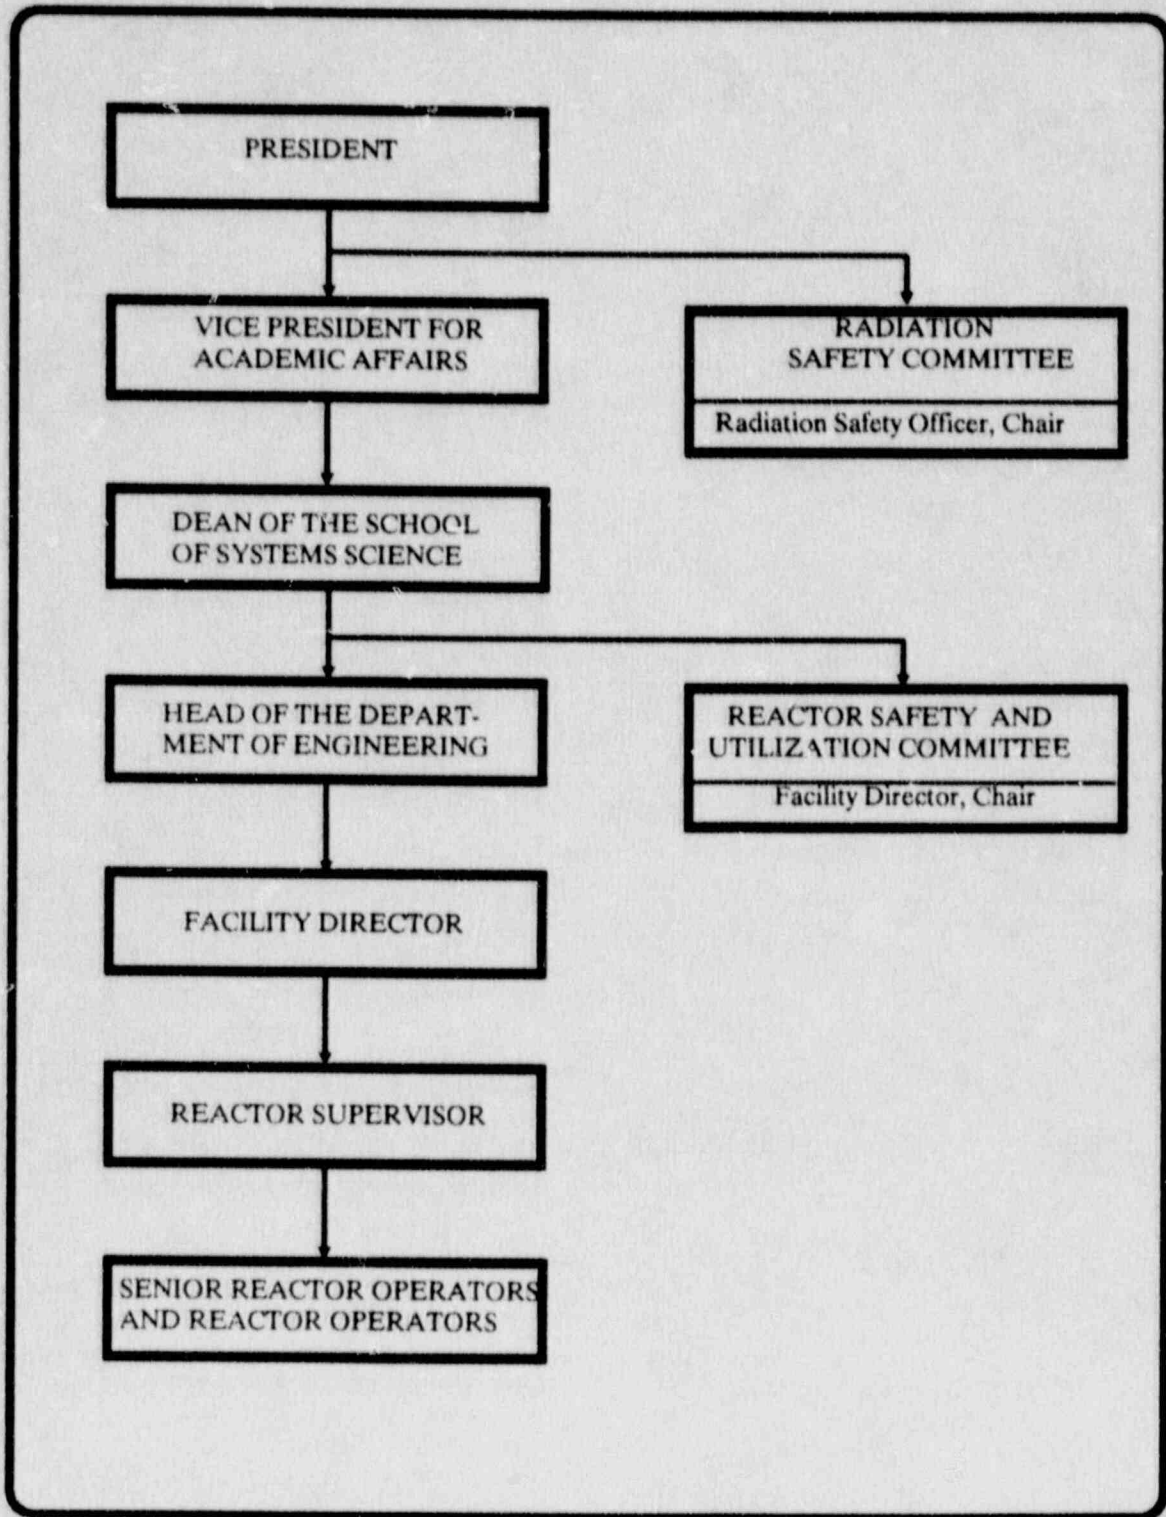 PRESIDENT
VICE PRESIDENT FOR
ACADEMIC AFFAIRS
RADIATION
SAFETY COMMITTEE
Radiation Safety Officer, Chair
DEAN OF THE SCHOOL
OF SYSTEMS SCIENCE
HEAD OF THE DEPART-
MENT OF ENGINEERING
REACTOR SAFETY AND
UTILIZATION COMMITTEE
Facility Director, Chair
FACILITY DIRECTOR
REACTOR SUPERVISOR
SENIOR REACTOR OPERATORS
AND REACTOR OPERATORS